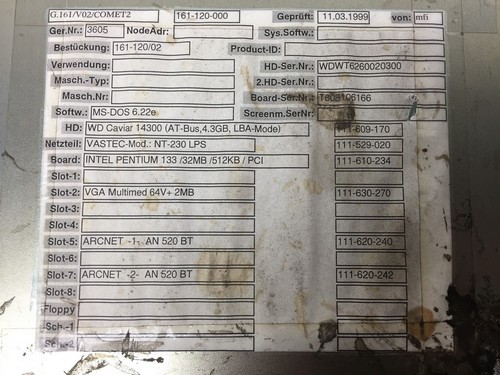 G.161/V02/COMET2 161-120-000 Geprüft: 11.03.1999 von: mfi
Ger.Nr.: 3605 NodeAdr: Sys.Softw.:
Bestückung: 161-120/02 Product-ID:
Verwendung: HD-Ser.Nr.: WDWT6260020300
Masch.-Typ: 2.HD-Ser.Nr.:
Masch.Nr: Board-Ser.Nr.:
Softw.: MS-DOS 6.22e Screenm.SerNr:
HD: WD Caviar 14300 (AT-Bus,4.3GB, LBA-Mode) 111-609-170
Netzteil: VASTEC-Mod.: NT-230 LPS 111-529-020
Board: INTEL PENTIUM 133 /32MB /512KB / PCI 111-610-234
Slot-1:
Slot-2: VGA Multimed 64V+ 2MB 111-630-270
Slot-3:
Slot-4:
Slot-5: ARCNET -1- AN 520 BT 111-620-240
Slot-6:
Slot-7: ARCNET -2- AN 520 BT 111-620-242
Slot-8:
Floppy
Sch.-1
Sch.-2